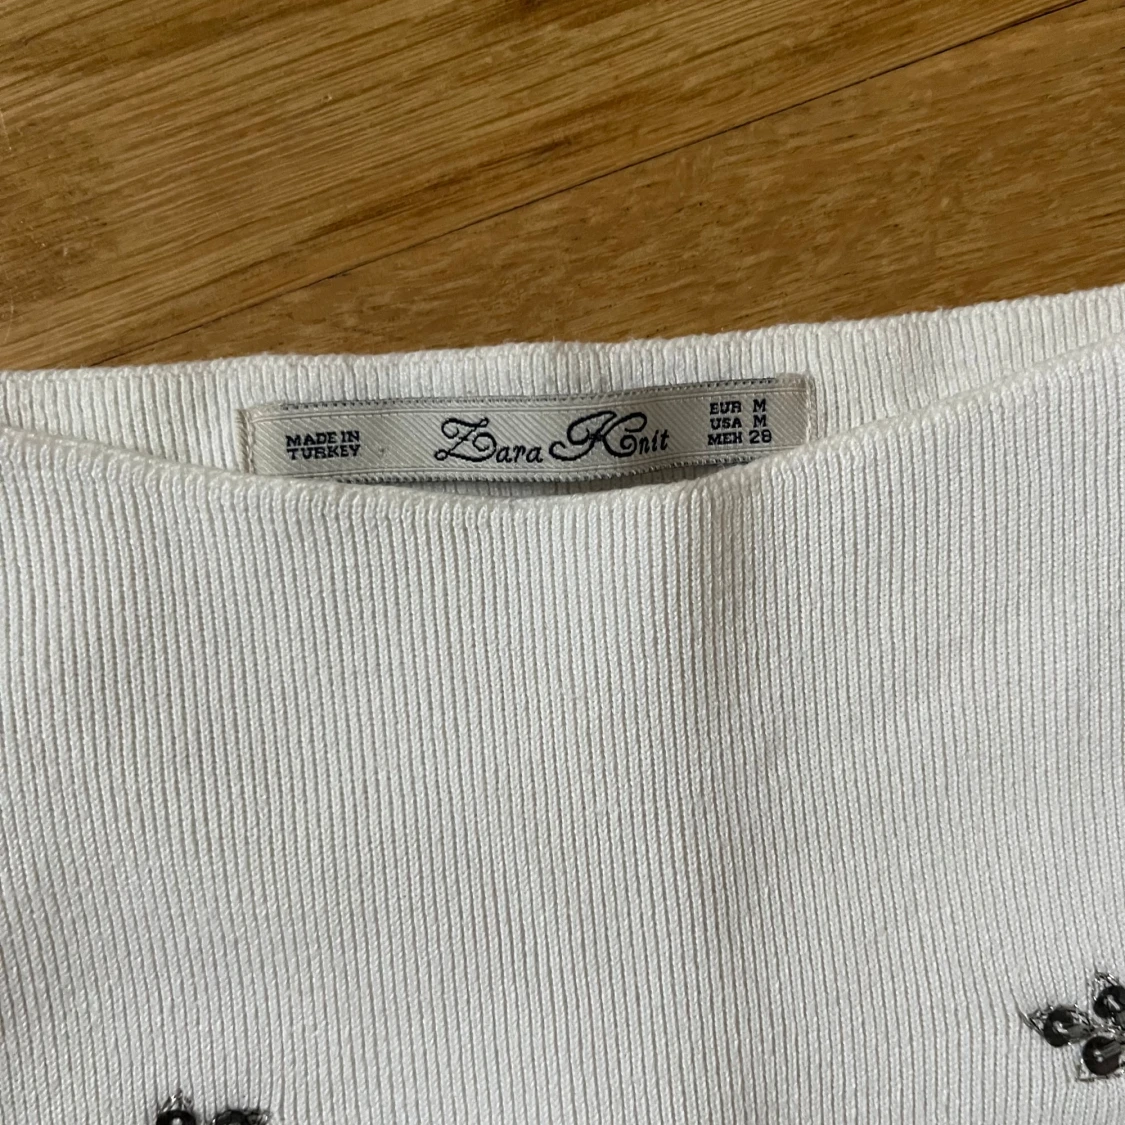 MADE IN
TURKEY
Zara Knit
EUR M
USA M
MEX 28